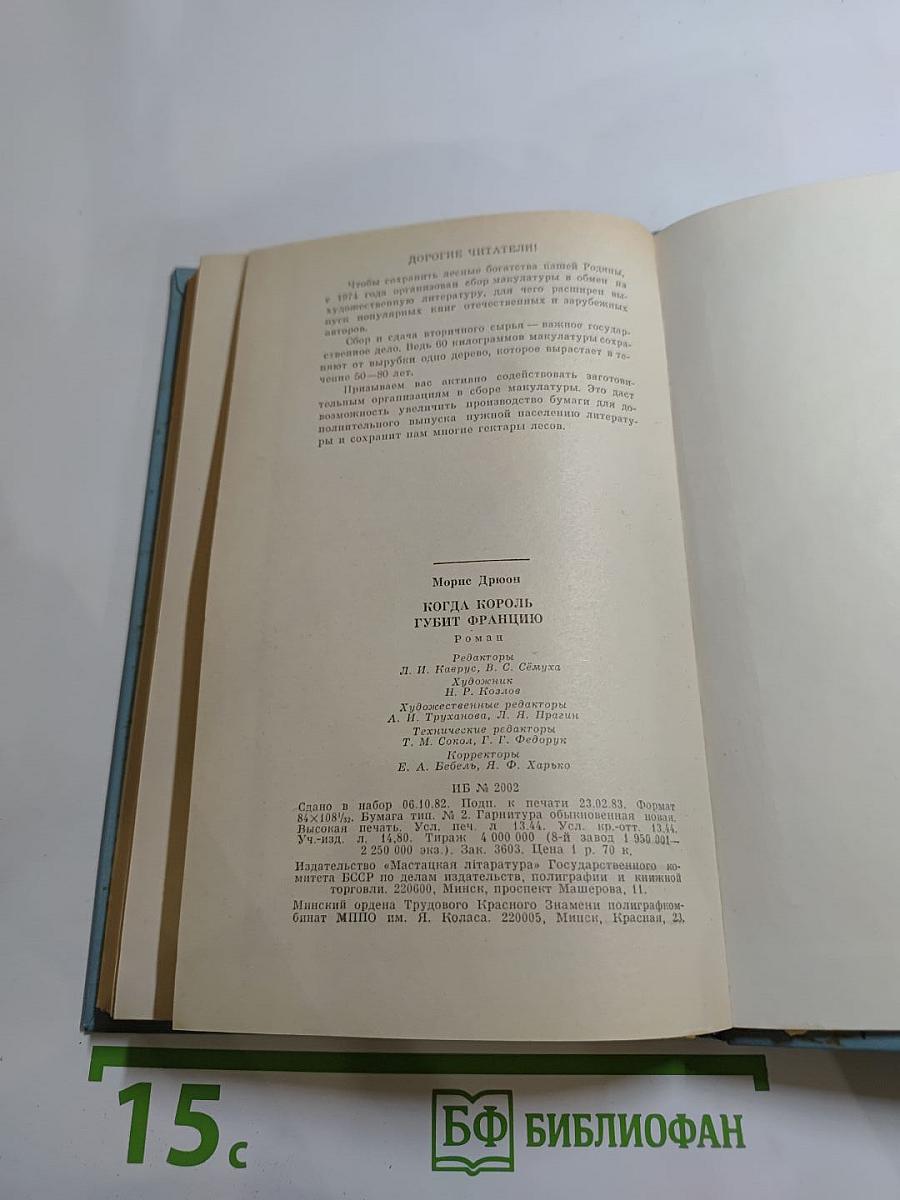 ДОРОГИЕ ЧИТАТЕЛИ!
Чтобы сохранить лесные богатства нашей Родины,
с 1974 года организован сбор макулатуры в обмен на
художественную литературу, для чего расширен вы-
пуск популярных книг отечественных и зарубежных
авторов.
Сбор и сдача вторичного сырья — важное государ-
ственное дело. Ведь 60 килограммов макулатуры сохра-
няют от вырубки одно дерево, которое вырастает в те-
чение 50—80 лет.
Призываем вас активно содействовать заготови-
тельным организациям в сборе макулатуры. Это даст
возможность увеличить производство бумаги для до-
полнительного выпуска нужной населению литерату-
ры и сохранит нам многие гектары лесов.
Морис Дрюон
КОГДА КОРОЛЬ
ГУБИТ ФРАНЦИЮ
Роман
Редакторы
Л. И. Каврус, В. С. Сёмуха
Художник
Н. Р. Козлов
Художественные редакторы
А. И. Труханова, Л. Я. Прагин
Технические редакторы
Т. М. Сокол, Г. Г. Федорук
Корректоры
Е. А. Бебель, Я. Ф. Харько
ИБ № 2002
Сдано в набор 06.10.82. Подп. к печати 23.02.83. Формат
84×108¹/₃₂. Бумага тип. № 2. Гарнитура обыкновенная новая.
Высокая печать. Усл. печ. л 13.44. Усл. кр.-отт. 13.44.
Уч.-изд. л. 14,80. Тираж 4 000 000 (8-й завод 1 950 001—
2 250 000 экз.). Зак. 3603. Цена 1 р. 70 к.
Издательство «Мастацкая літаратура» Государственного ко-
митета БССР по делам издательств, полиграфии и книжной
торговли. 220600, Минск, проспект Машерова, 11.
Минский ордена Трудового Красного Знамени полиграфком-
бинат МППО им. Я. Коласа. 220005, Минск, Красная, 23.
15 с
БФ БИБЛИОФАН